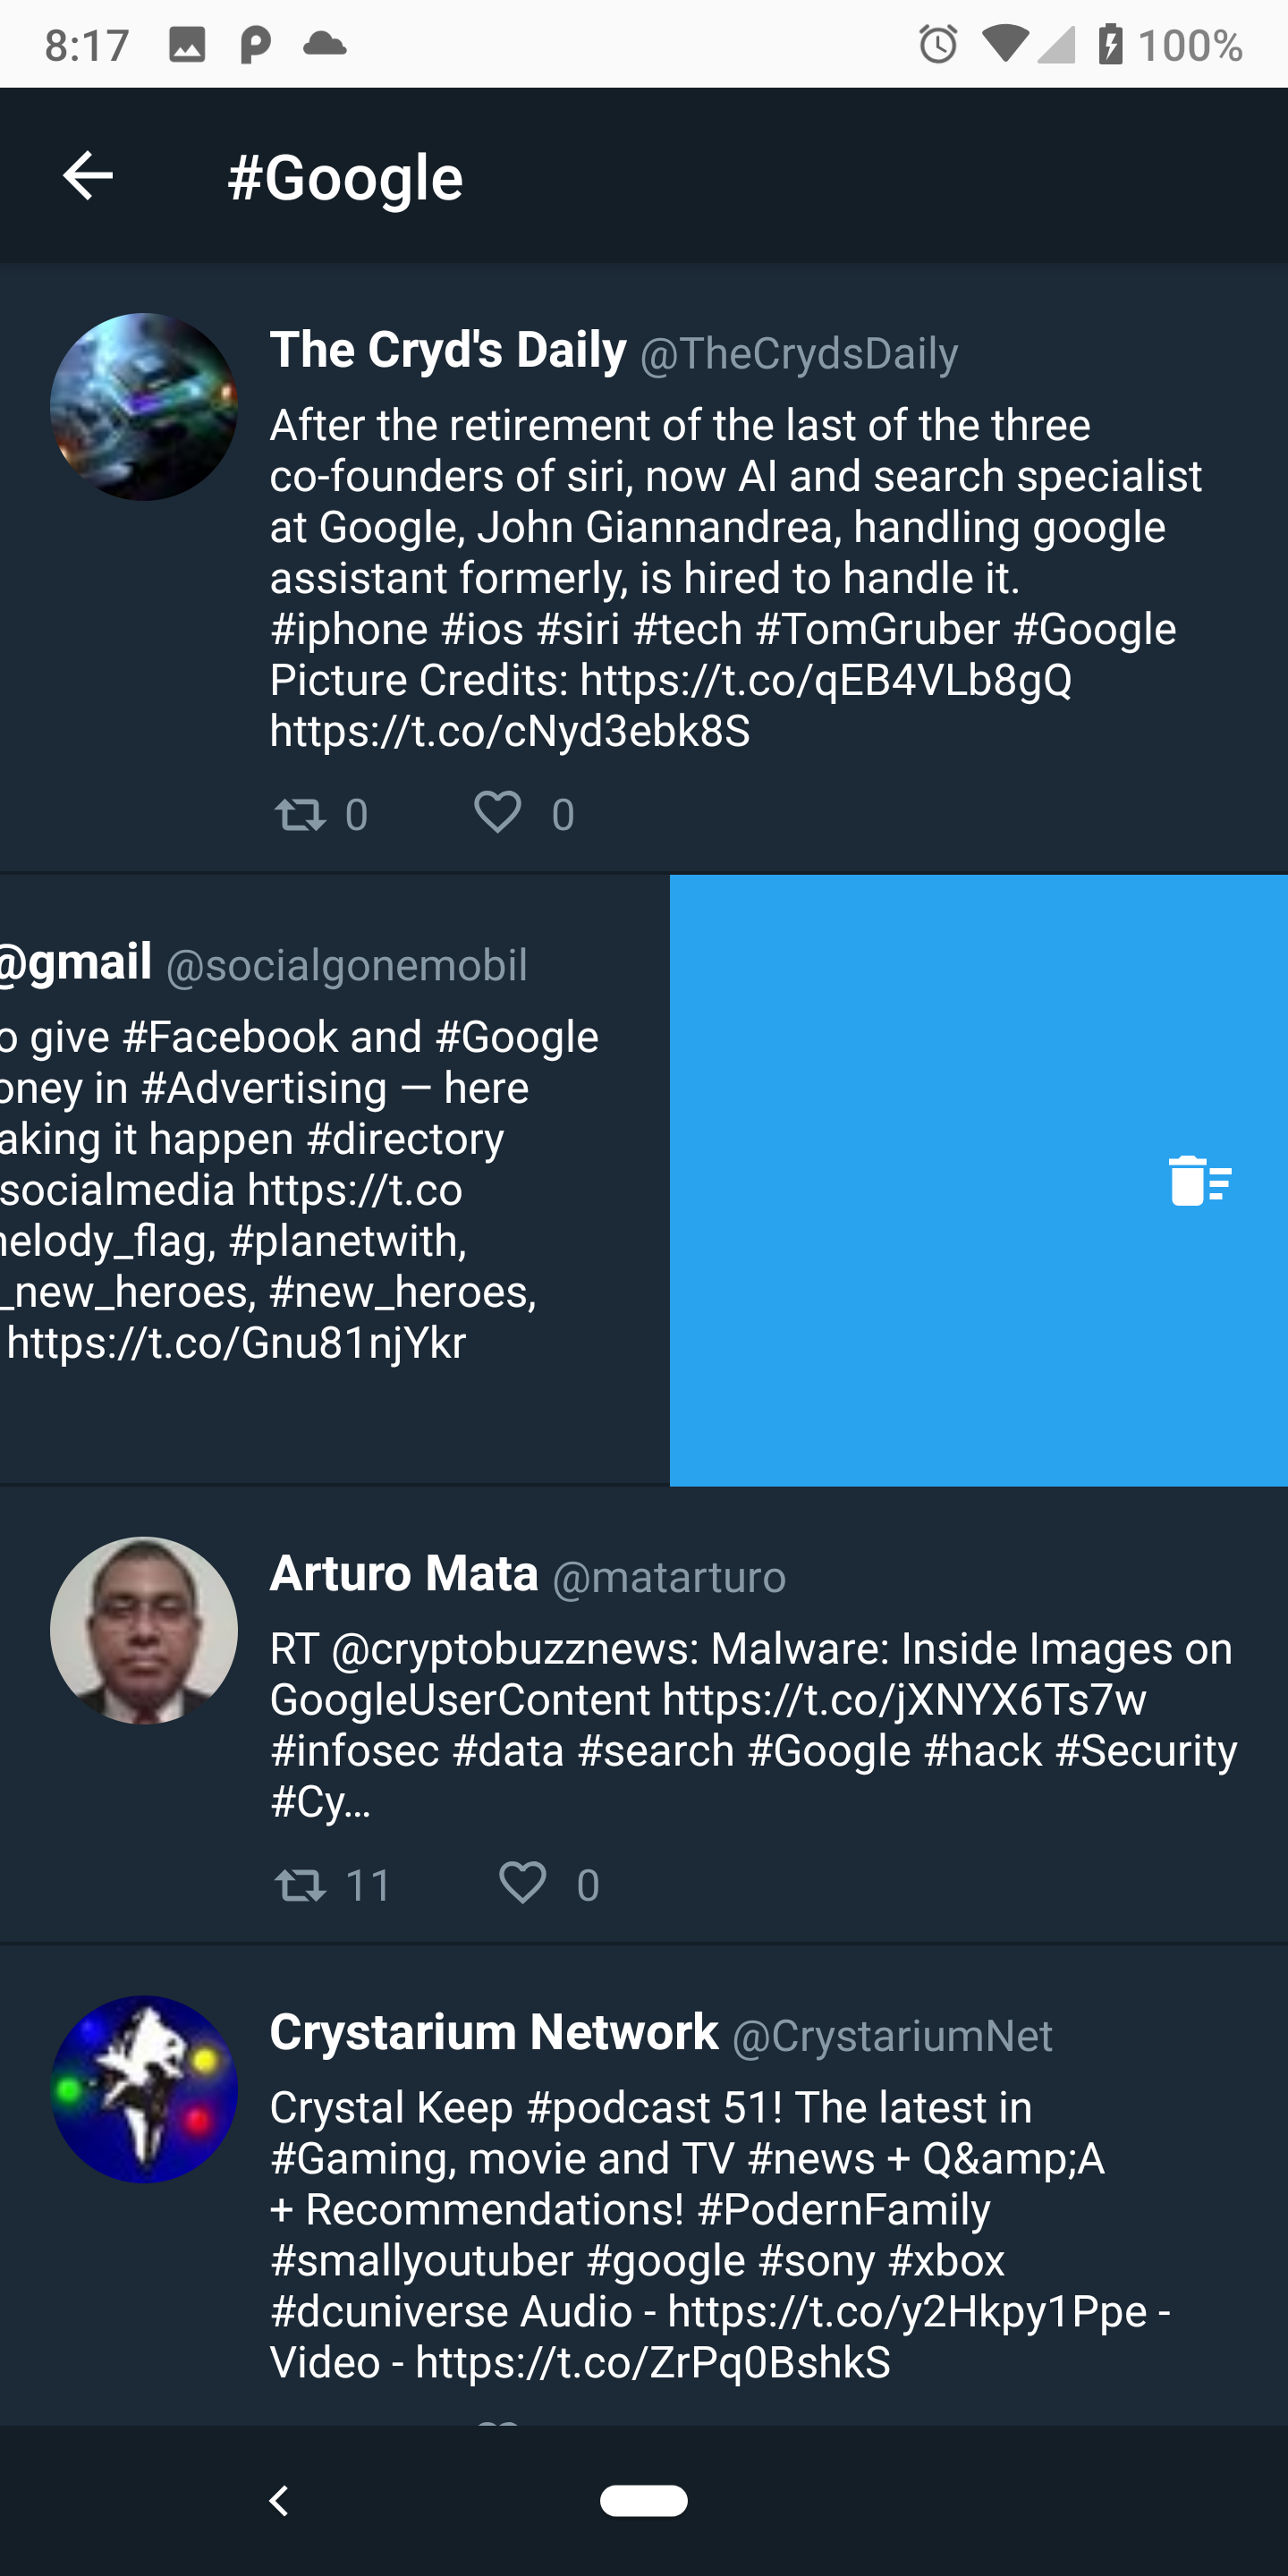 8:17 100%
#Google
The Cryd's Daily @TheCrydsDaily
After the retirement of the last of the three
co-founders of siri, now AI and search specialist
at Google, John Giannandrea, handling google
assistant formerly, is hired to handle it.
#iphone #ios #siri #tech #TomGruber #Google
Picture Credits: https://t.co/qEB4VLb8gQ
https://t.co/cNyd3ebk8S
0 0
@gmail @socialgonemobil
o give #Facebook and #Google
oney in #Advertising — here
aking it happen #directory
socialmedia https://t.co
elody_flag, #planetwith,
_new_heroes, #new_heroes,
https://t.co/Gnu81njYkr
Arturo Mata @matarturo
RT @cryptobuzznews: Malware: Inside Images on
GoogleUserContent https://t.co/jXNYX6Ts7w
#infosec #data #search #Google #hack #Security
#Cy…
11 0
Crystarium Network @CrystariumNet
Crystal Keep #podcast 51! The latest in
#Gaming, movie and TV #news + Q&amp;A
+ Recommendations! #PodernFamily
#smallyoutuber #google #sony #xbox
#dcuniverse Audio - https://t.co/y2Hkpy1Ppe -
Video - https://t.co/ZrPq0BshkS